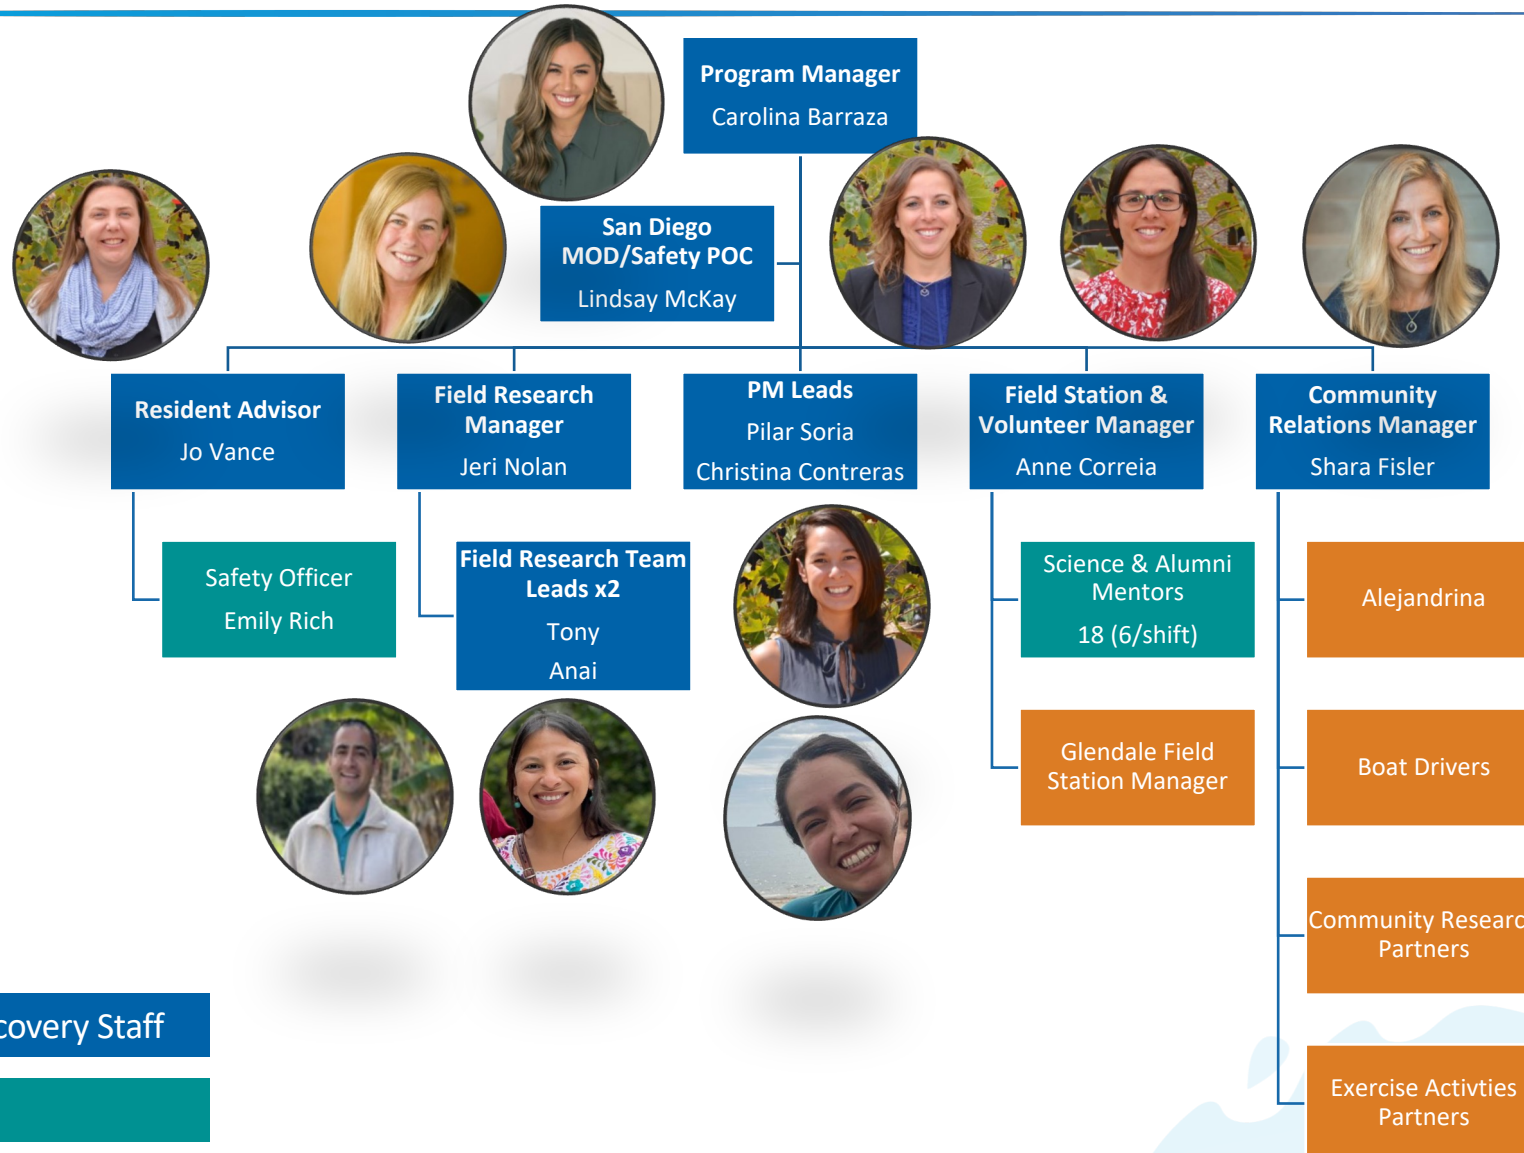 Program Manager
Carolina Barraza
San Diego
MOD/Safety POC
Lindsay McKay
Resident Advisor
Jo Vance
Field Research
Manager
Jeri Nolan
PM Leads
Pilar Soria
Christina Contreras
Field Station &
Volunteer Manager
Anne Correia
Community
Relations Manager
Shara Fisler
Safety Officer
Emily Rich
Field Research Team
Leads x2
Tony
Anai
Science & Alumni
Mentors
18 (6/shift)
Glendale Field
Station Manager
Alejandrina
Boat Drivers
Community Researc
Partners
Exercise Activties
Partners
covery Staff